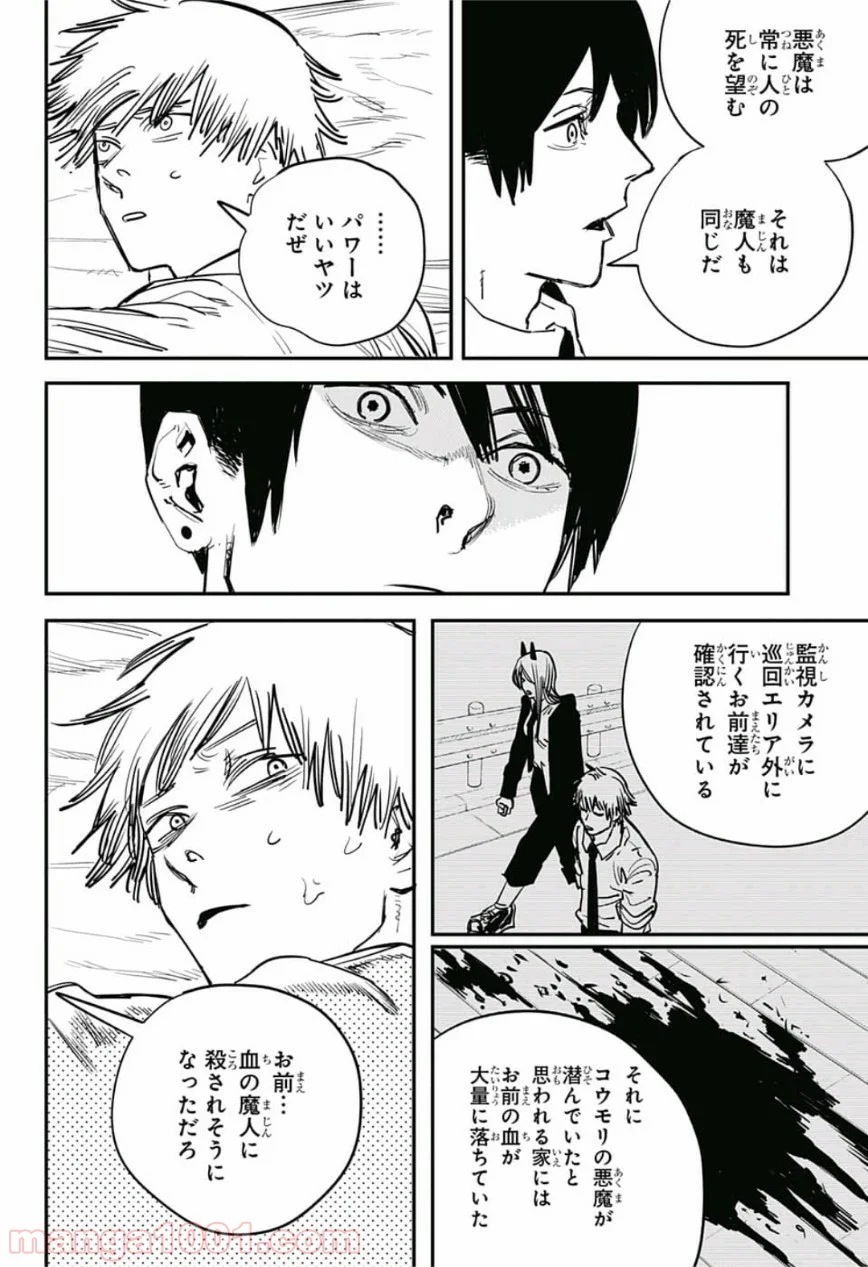 悪魔は
常に人の
死を望む
それは
魔人も
同じだ
……
パワーは
いいヤツ
だぜ
監視カメラに
巡回エリア外に
行くお前達が
確認されている
それに
コウモリの悪魔が
潜んでいたと
思われる家には
お前の血が
大量に落ちていた
お前…
血の魔人に
殺されそうに
なっただろ
manga1001.com